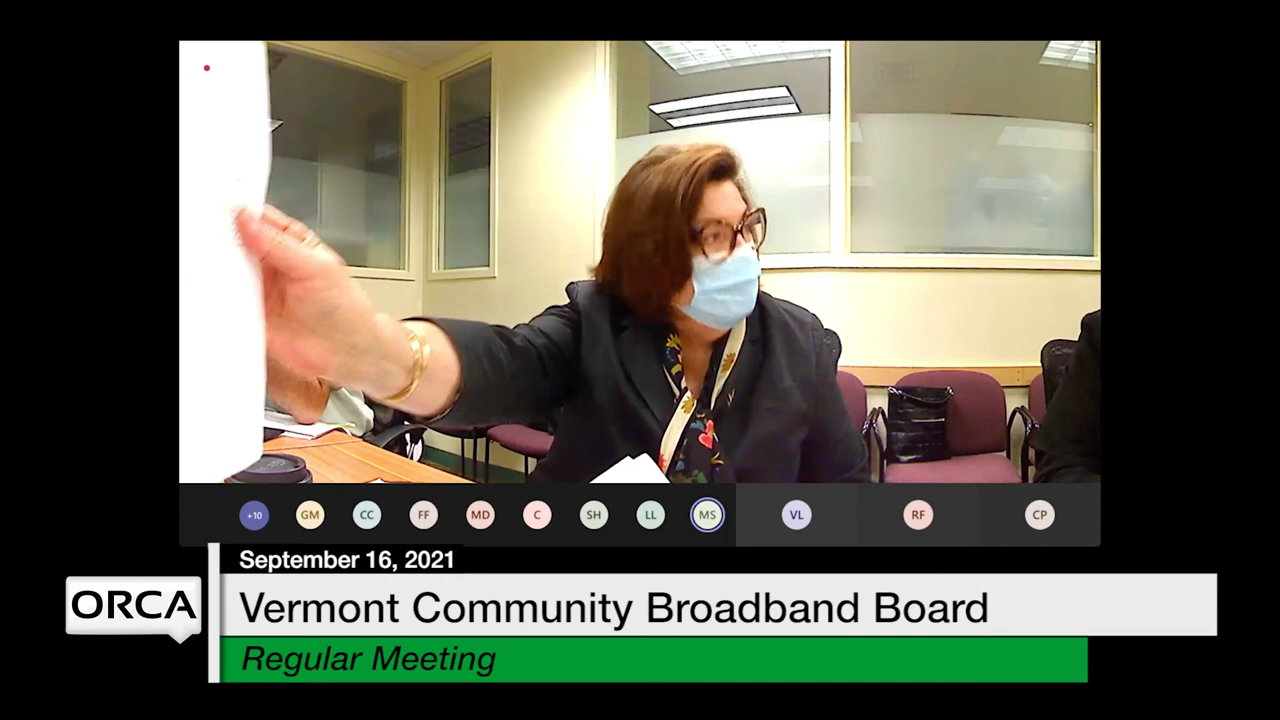 +10 GM CC FF MD C SH LL MS VL RF CP
September 16, 2021
ORCA
Vermont Community Broadband Board
Regular Meeting